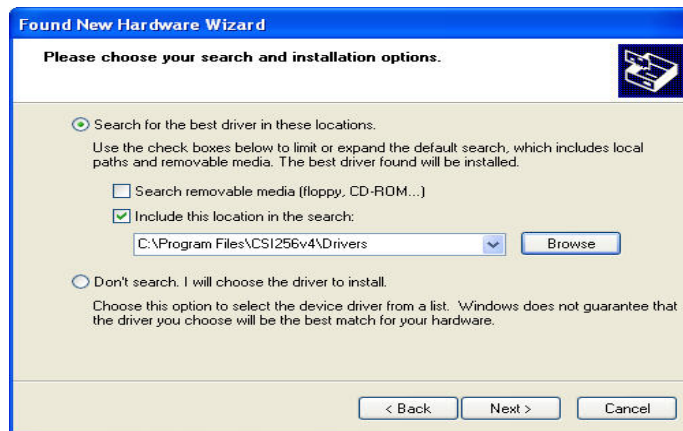 Found New Hardware Wizard
Please choose your search and installation options.
Search for the best driver in these locations.
Use the check boxes below to limit or expand the default search, which includes local
paths and removable media. The best driver found will be installed.
Search removable media (floppy, CD-ROM...)
Include this location in the search:
C:\Program Files\CSI256v4\Drivers
Browse
Don't search. I will choose the driver to install.
Choose this option to select the device driver from a list. Windows does not guarantee that
the driver you choose will be the best match for your hardware.
< Back Next > Cancel